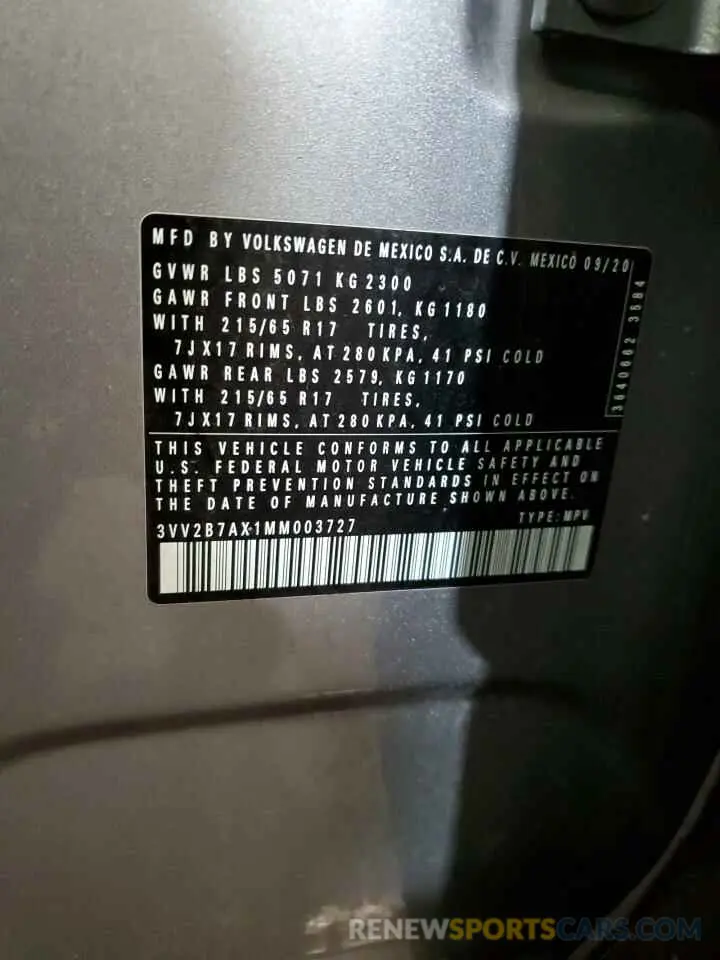 MFD BY VOLKSWAGEN DE MEXICO S.A. DE C.V. MEXICO 09/20
GVWR LBS 5071 KG 2300
GAWR FRONT LBS 2601, KG 1180
WITH 215/65 R17 TIRES,
7JX17 RIMS, AT 280 KPA, 41 PSI COLD
GAWR REAR LBS 2579, KG 1170
WITH 215/65 R17 TIRES,
7JX17 RIMS, AT 280 KPA, 41 PSI COLD
3640662 3584
THIS VEHICLE CONFORMS TO ALL APPLICABLE
U.S. FEDERAL MOTOR VEHICLE SAFETY AND
THEFT PREVENTION STANDARDS IN EFFECT ON
THE DATE OF MANUFACTURE SHOWN ABOVE.
3VV2B7AX1MM003727 TYPE: MPV
RENEWSPORTSCARS.COM